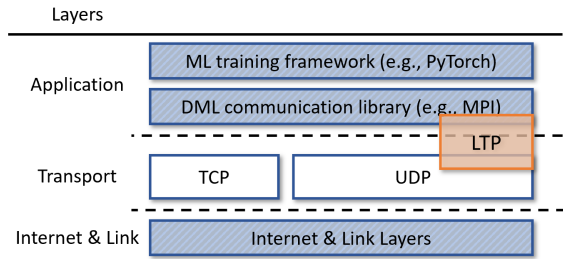 Layers
Application
ML training framework (e.g., PyTorch)
DML communication library (e.g., MPI)
LTP
Transport
TCP
UDP
Internet & Link
Internet & Link Layers